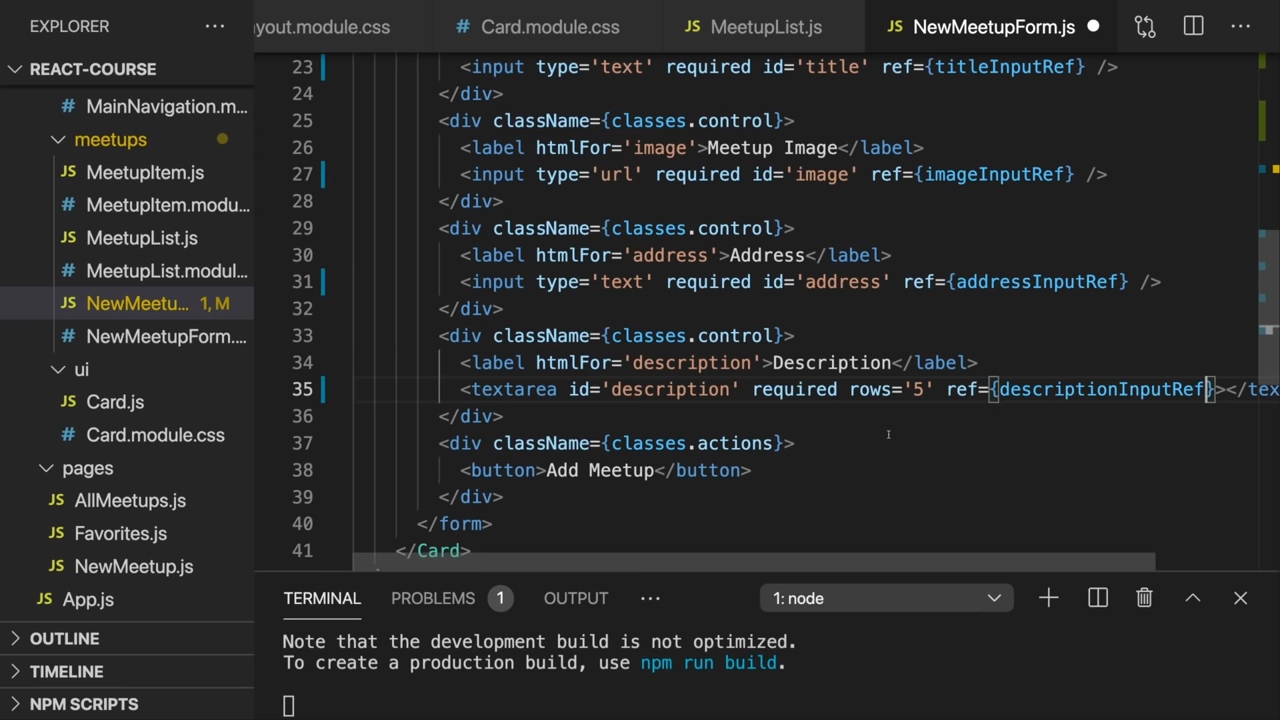 EXPLORER
···
REACT-COURSE
MainNavigation.m...
meetups
JS MeetupItem.js
# MeetupItem.modu...
JS MeetupList.js
# MeetupList.modul...
JS NewMeetu... 1, M
# NewMeetupForm....
ui
JS Card.js
# Card.module.css
pages
JS AllMeetups.js
JS Favorites.js
JS NewMeetup.js
JS App.js
OUTLINE
TIMELINE
NPM SCRIPTS
ayout.module.css
# Card.module.css
JS MeetupList.js
JS NewMeetupForm.js
···
23 <input type='text' required id='title' ref={titleInputRef} />
24 </div>
25 <div className={classes.control}>
26 <label htmlFor='image'>Meetup Image</label>
27 <input type='url' required id='image' ref={imageInputRef} />
28 </div>
29 <div className={classes.control}>
30 <label htmlFor='address'>Address</label>
31 <input type='text' required id='address' ref={addressInputRef} />
32 </div>
33 <div className={classes.control}>
34 <label htmlFor='description'>Description</label>
35 <textarea id='description' required rows='5' ref={descriptionInputRef}></tex
36 </div>
37 <div className={classes.actions}>
38 <button>Add Meetup</button>
39 </div>
40 </form>
41 </Card>
TERMINAL PROBLEMS 1 OUTPUT ··· 1: node
Note that the development build is not optimized.
To create a production build, use npm run build.